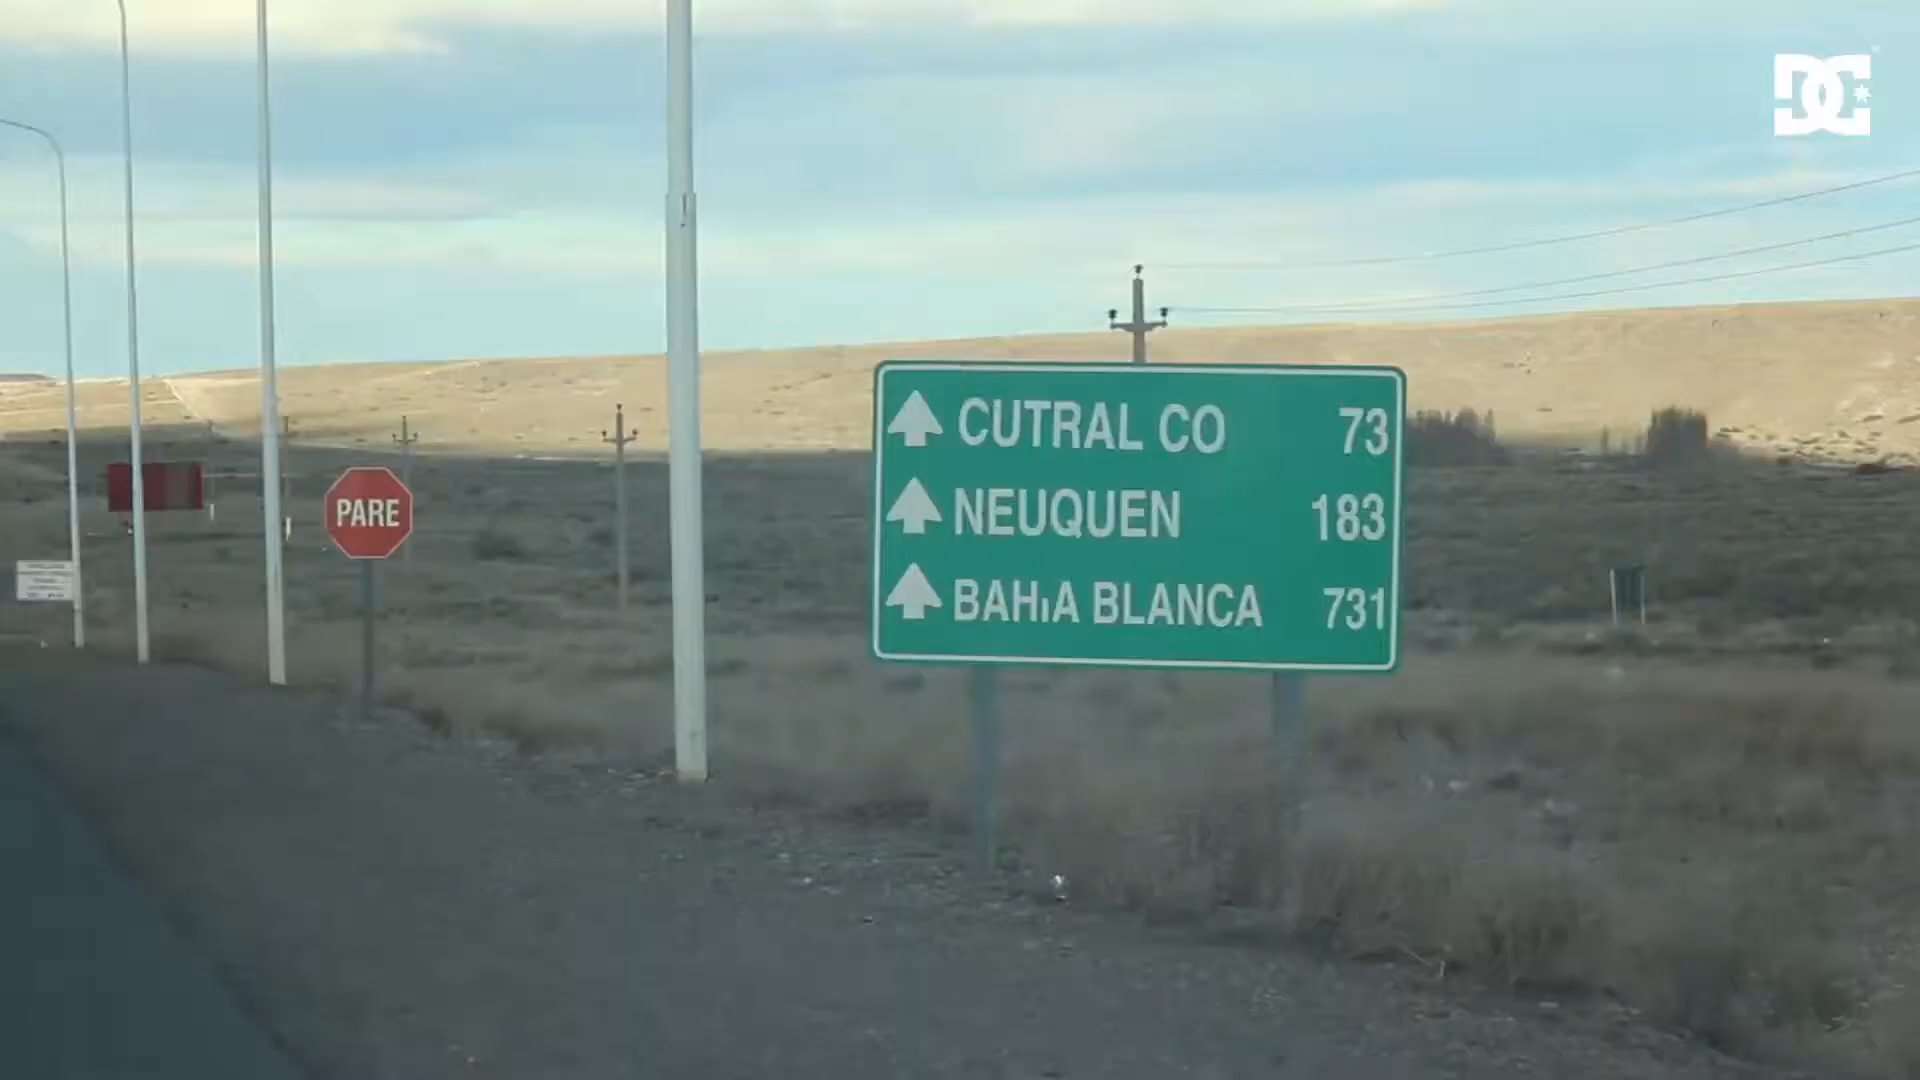 DC
PARE
CUTRAL CO 73
NEUQUEN 183
BAHıA BLANCA 731